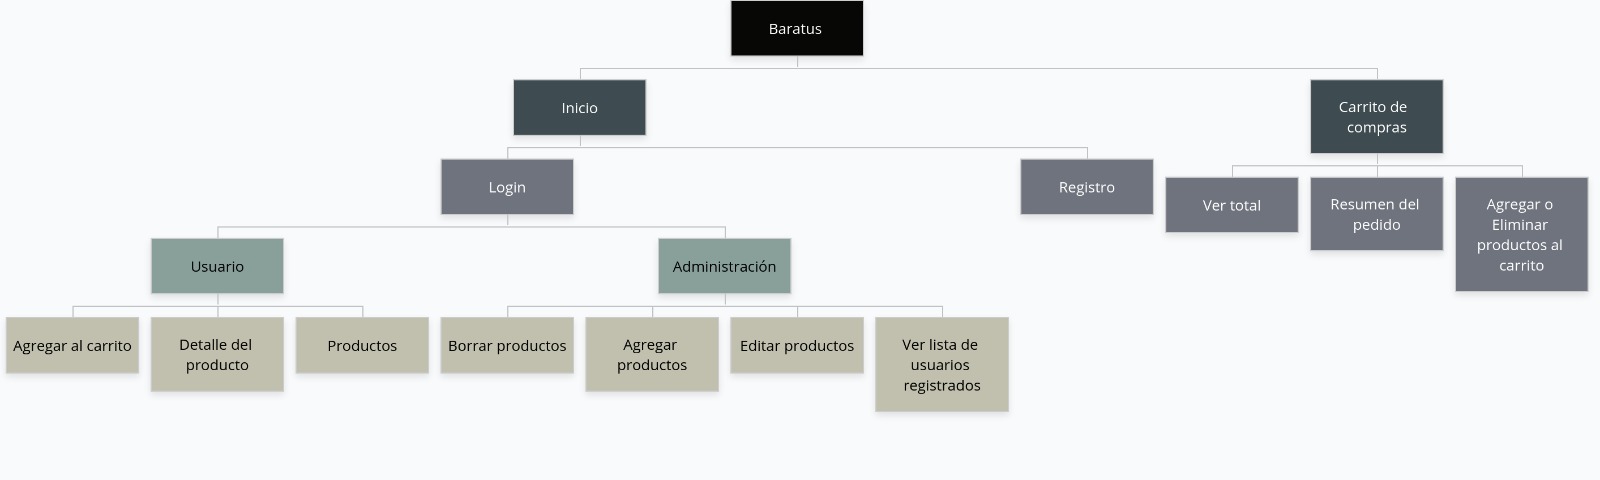 Baratus
Inicio
Carrito de
compras
Login
Registro
Ver total
Resumen del
pedido
Agregar o
Eliminar
productos al
carrito
Usuario
Administración
Agregar al carrito
Detalle del
producto
Productos
Borrar productos
Agregar
productos
Editar productos
Ver lista de
usuarios
registrados